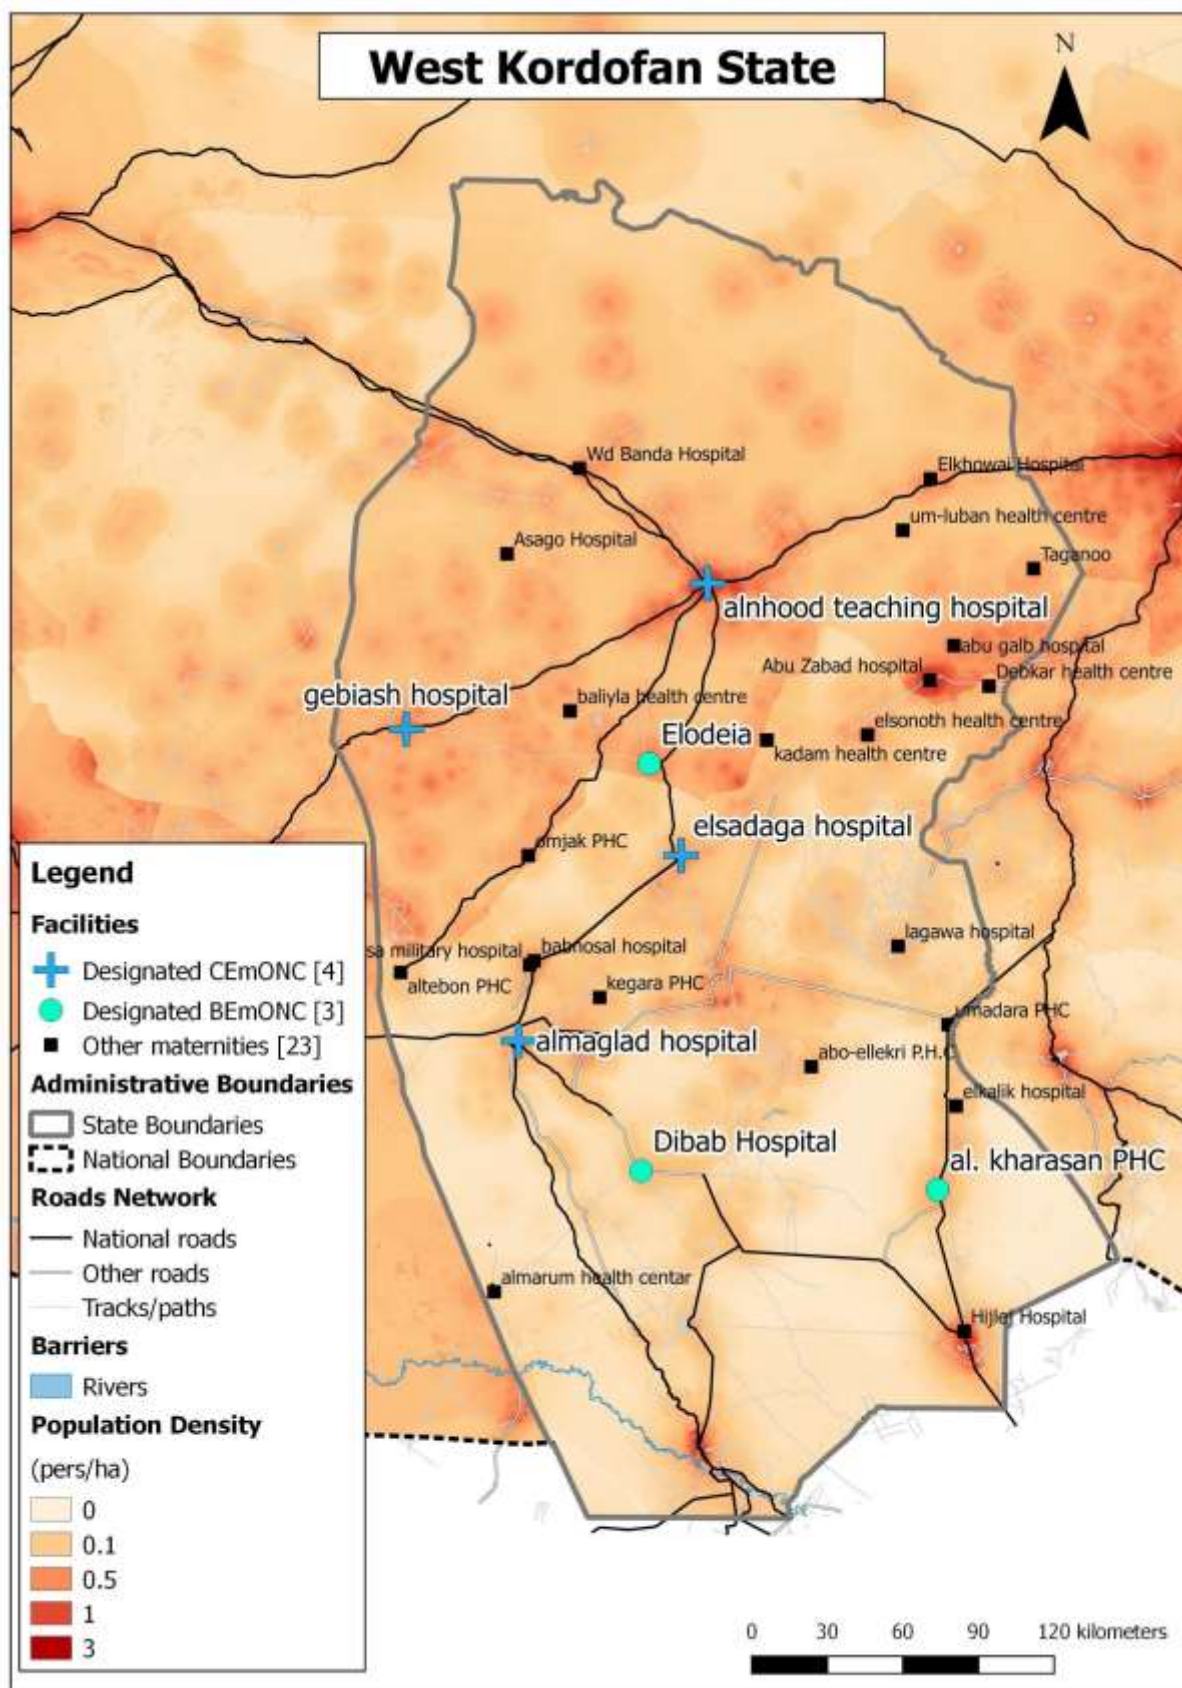 West Kordofan State
N
Wd Banda Hospital
Elkhowai Hospital
um-luban health centre
Asago Hospital
Taganoo
alnhood teaching hospital
abu galb hospital
Abu Zabad hospital
Debkar health centre
gebiash hospital
baliyla health centre
elsonoth health centre
Elodeia
kadam health centre
elsadaga hospital
omjak PHC
lagawa hospital
sa military hospital
babnosal hospital
altebon PHC
kegara PHC
umadara PHC
almaglad hospital
abo-ellekri P.H.C
elkalik hospital
Dibab Hospital
al. kharasan PHC
almarum health centar
Hijlej Hospital
Legend
Facilities
Designated CEmONC [4]
Designated BEmONC [3]
Other maternities [23]
Administrative Boundaries
State Boundaries
National Boundaries
Roads Network
National roads
Other roads
Tracks/paths
Barriers
Rivers
Population Density
(pers/ha)
0
0.1
0.5
1
3
0 30 60 90 120 kilometers